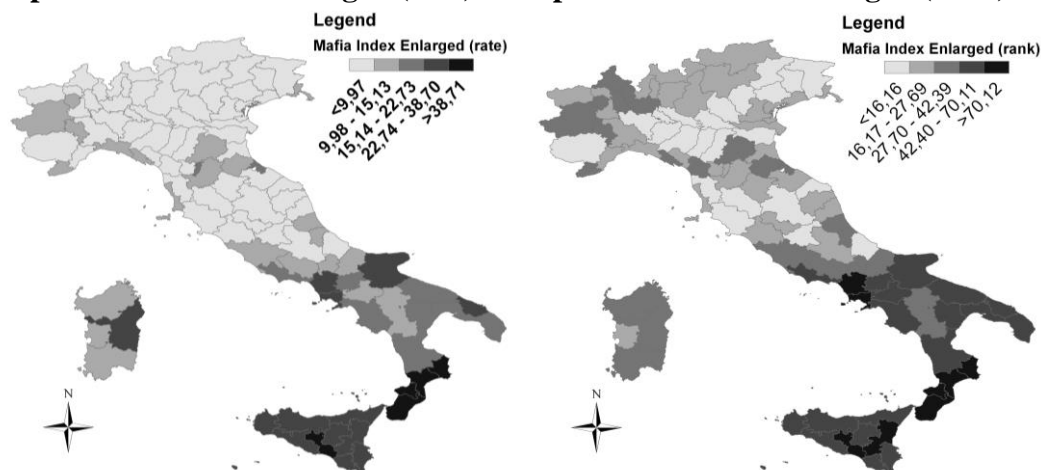 Legend
Mafia Index Enlarged (rate)
<9,97
9,98 - 15,13
15,14 - 22,73
22,74 - 38,70
>38,71
N
Legend
Mafia Index Enlarged (rank)
<16,16
16,17 - 27,69
27,70 - 42,39
42,40 - 70,11
>70,12
N